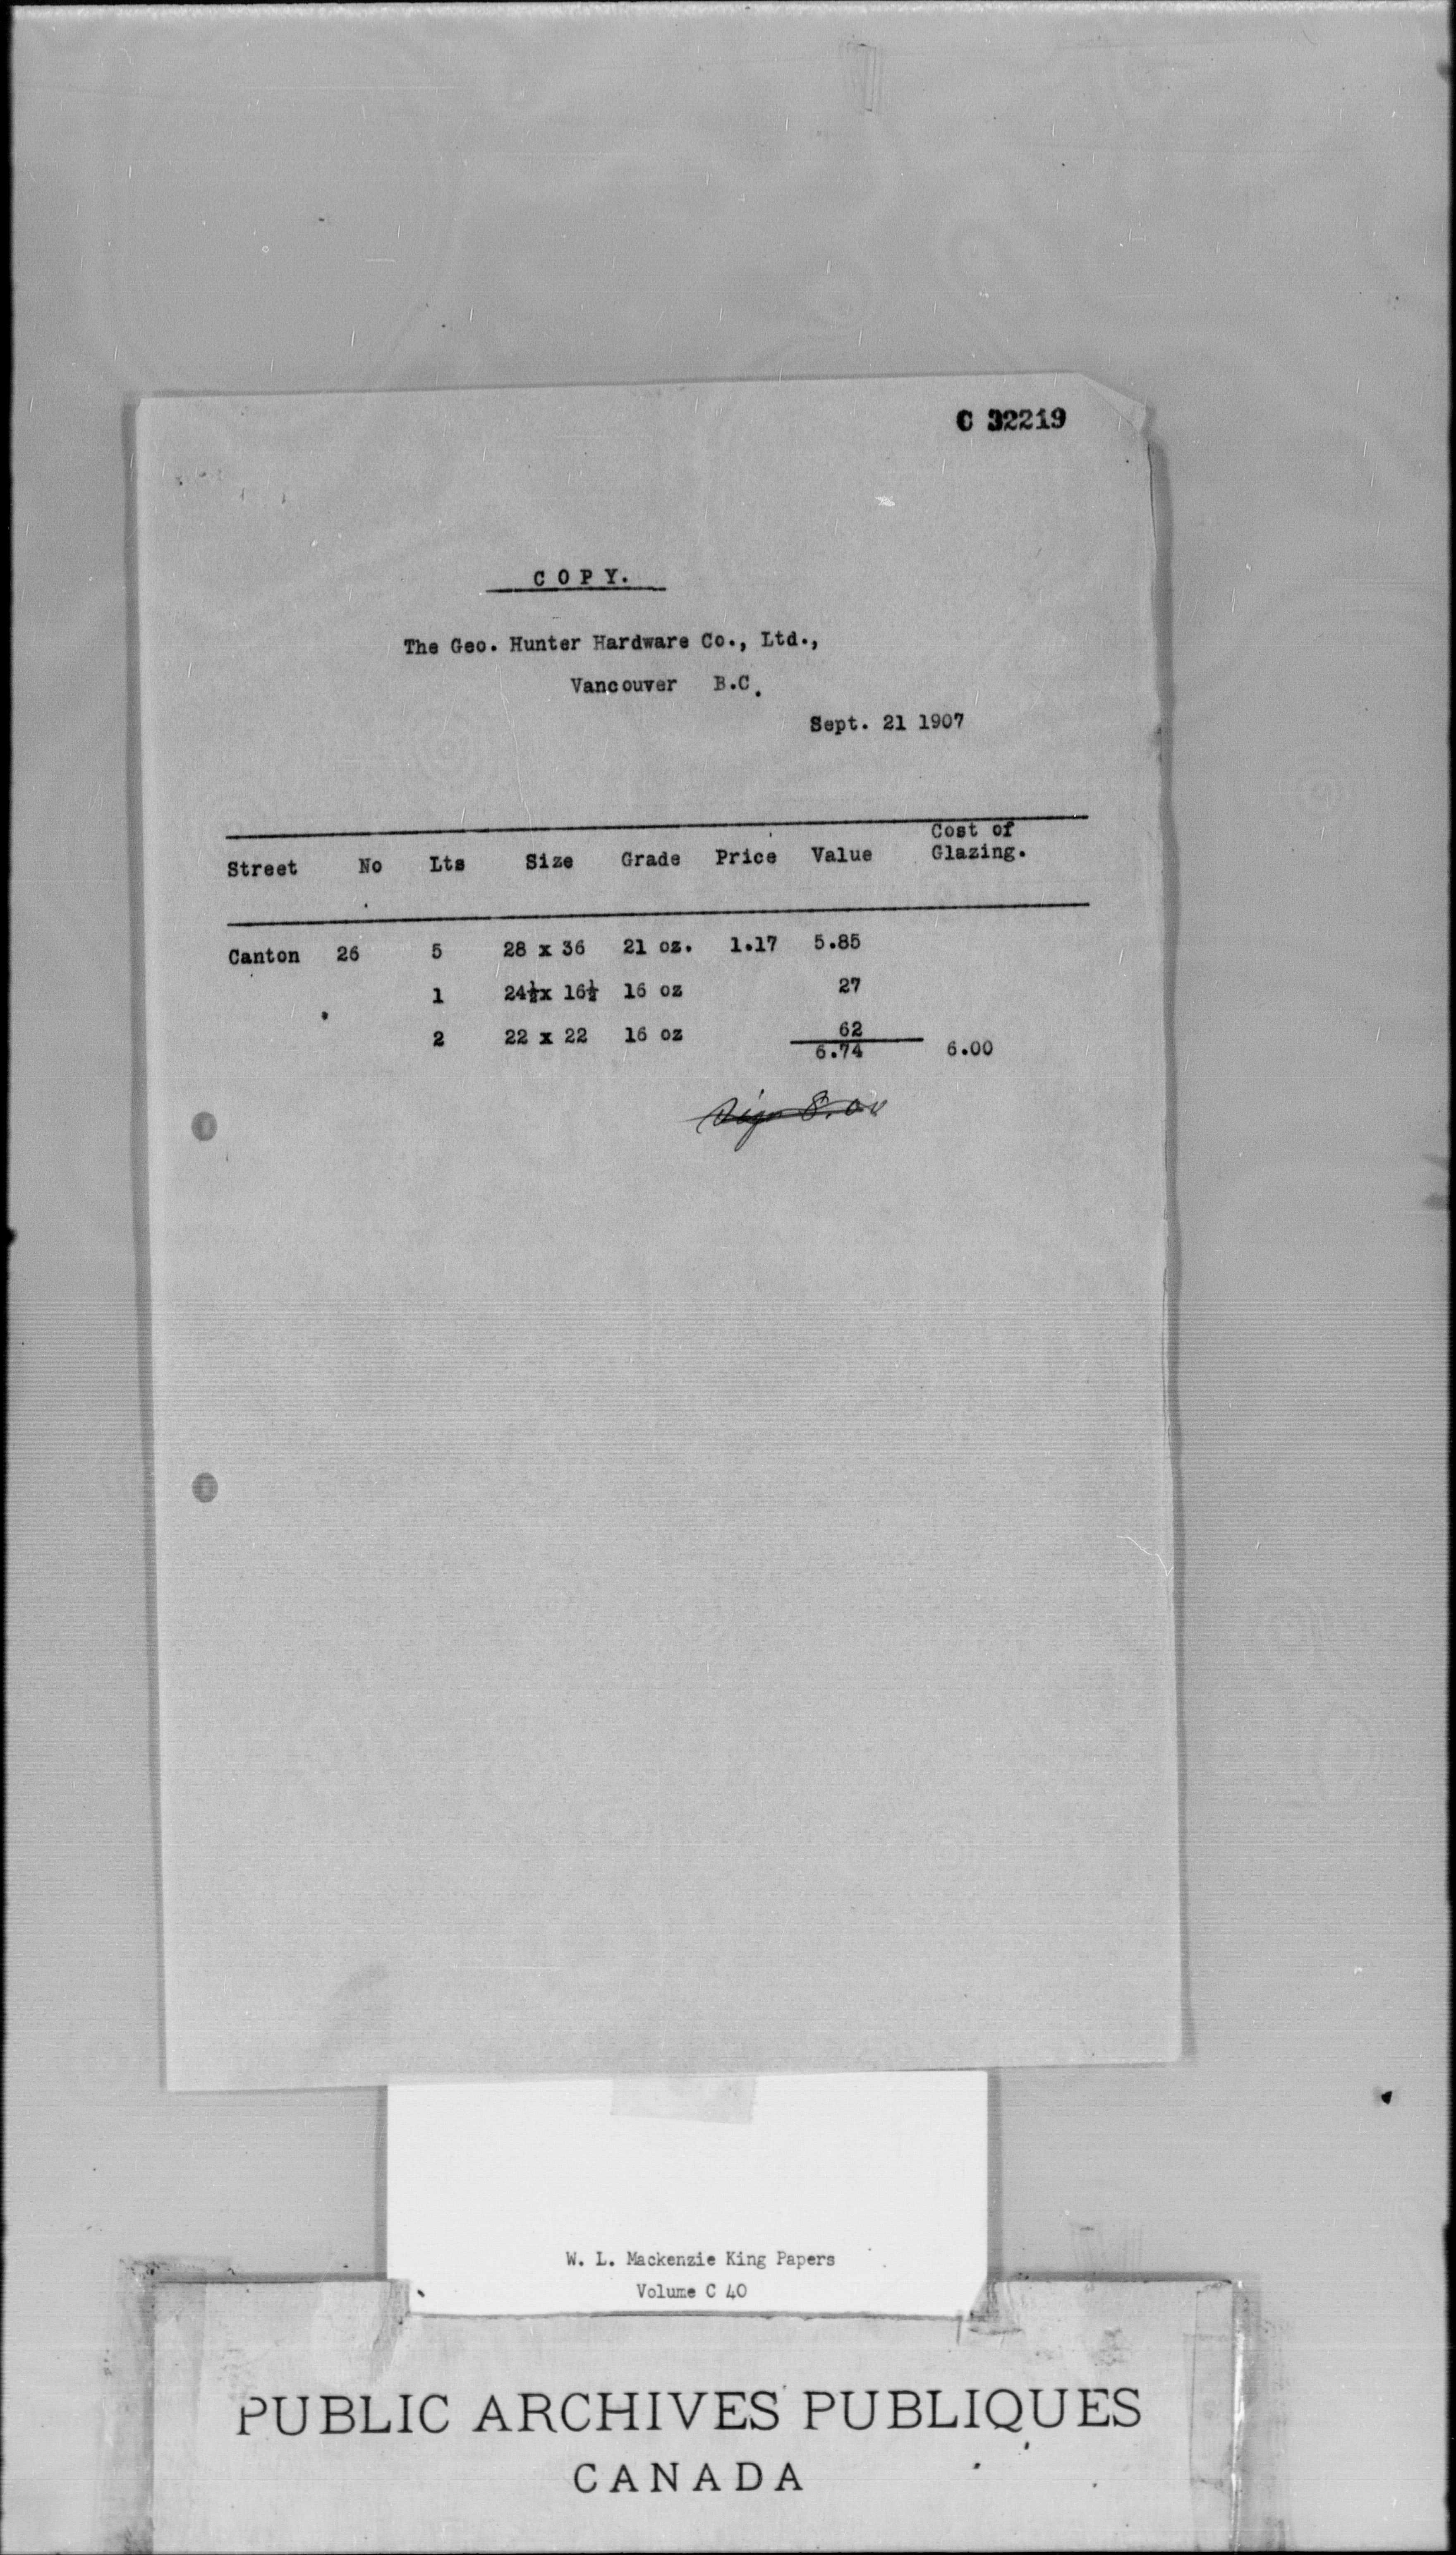 C 32219
COPY.
The Geo. Hunter Hardware Co., Ltd.,
Vancouver B.C.
Sept. 21 1907
Street No Lts Size Grade Price Value Cost of Glazing.
Canton 26 5 28 x 36 21 oz. 1.17 5.85
1 24½x 16½ 16 oz 27
2 22 x 22 16 oz 62
6.74 6.00
Sign 8.00
W. L. Mackenzie King Papers
Volume C 40
PUBLIC ARCHIVES PUBLIQUES
CANADA